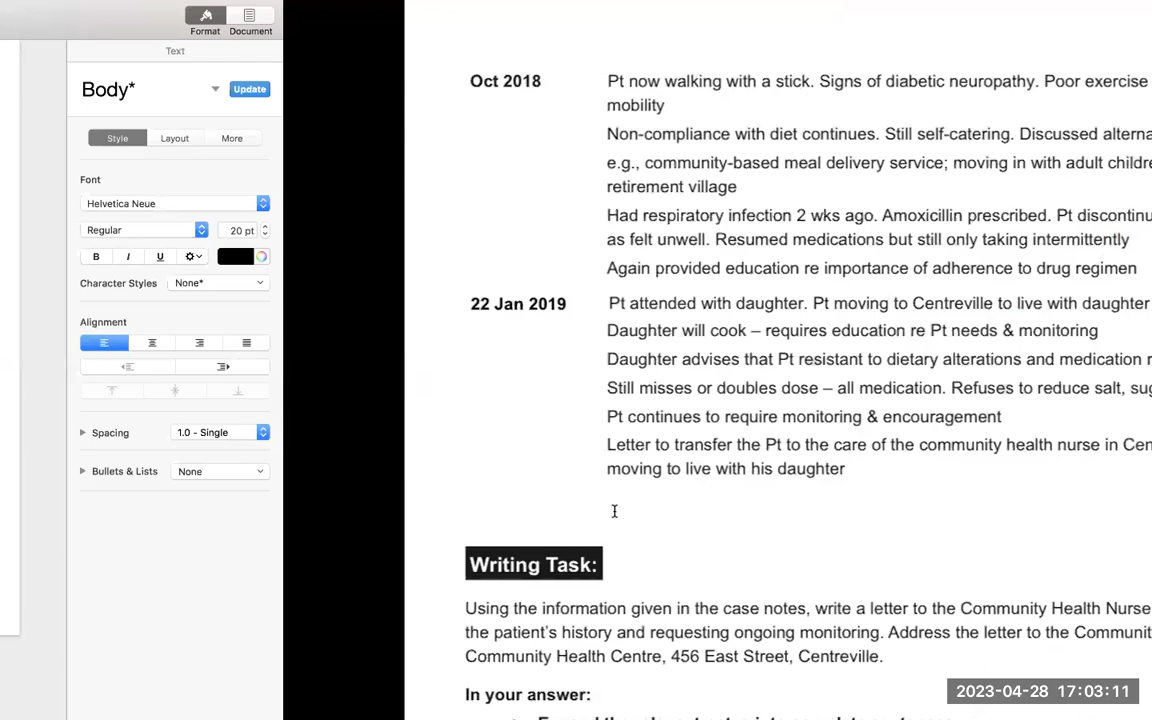 Format Document
Text
Body* Update
Style Layout More
Font
Helvetica Neue
Regular 20 pt
B I U
Character Styles None*
Alignment
Spacing 1.0 - Single
Bullets & Lists None
Oct 2018 Pt now walking with a stick. Signs of diabetic neuropathy. Poor exercise
mobility
Non-compliance with diet continues. Still self-catering. Discussed
e.g., community-based meal delivery service; moving in with adult
retirement village
Had respiratory infection 2 wks ago. Amoxicillin prescribed. Pt
as felt unwell. Resumed medications but still only taking intermittently
Again provided education re importance of adherence to drug regimen
22 Jan 2019 Pt attended with daughter. Pt moving to Centreville to live with daughter
Daughter will cook – requires education re Pt needs & monitoring
Daughter advises that Pt resistant to dietary alterations and medication
Still misses or doubles dose – all medication. Refuses to reduce salt,
Pt continues to require monitoring & encouragement
Letter to transfer the Pt to the care of the community health nurse in
moving to live with his daughter
Writing Task:
Using the information given in the case notes, write a letter to the Community Health Nurse
the patient's history and requesting ongoing monitoring. Address the letter to the
Community Health Centre, 456 East Street, Centreville.
In your answer:
2023-04-28 17:03:11